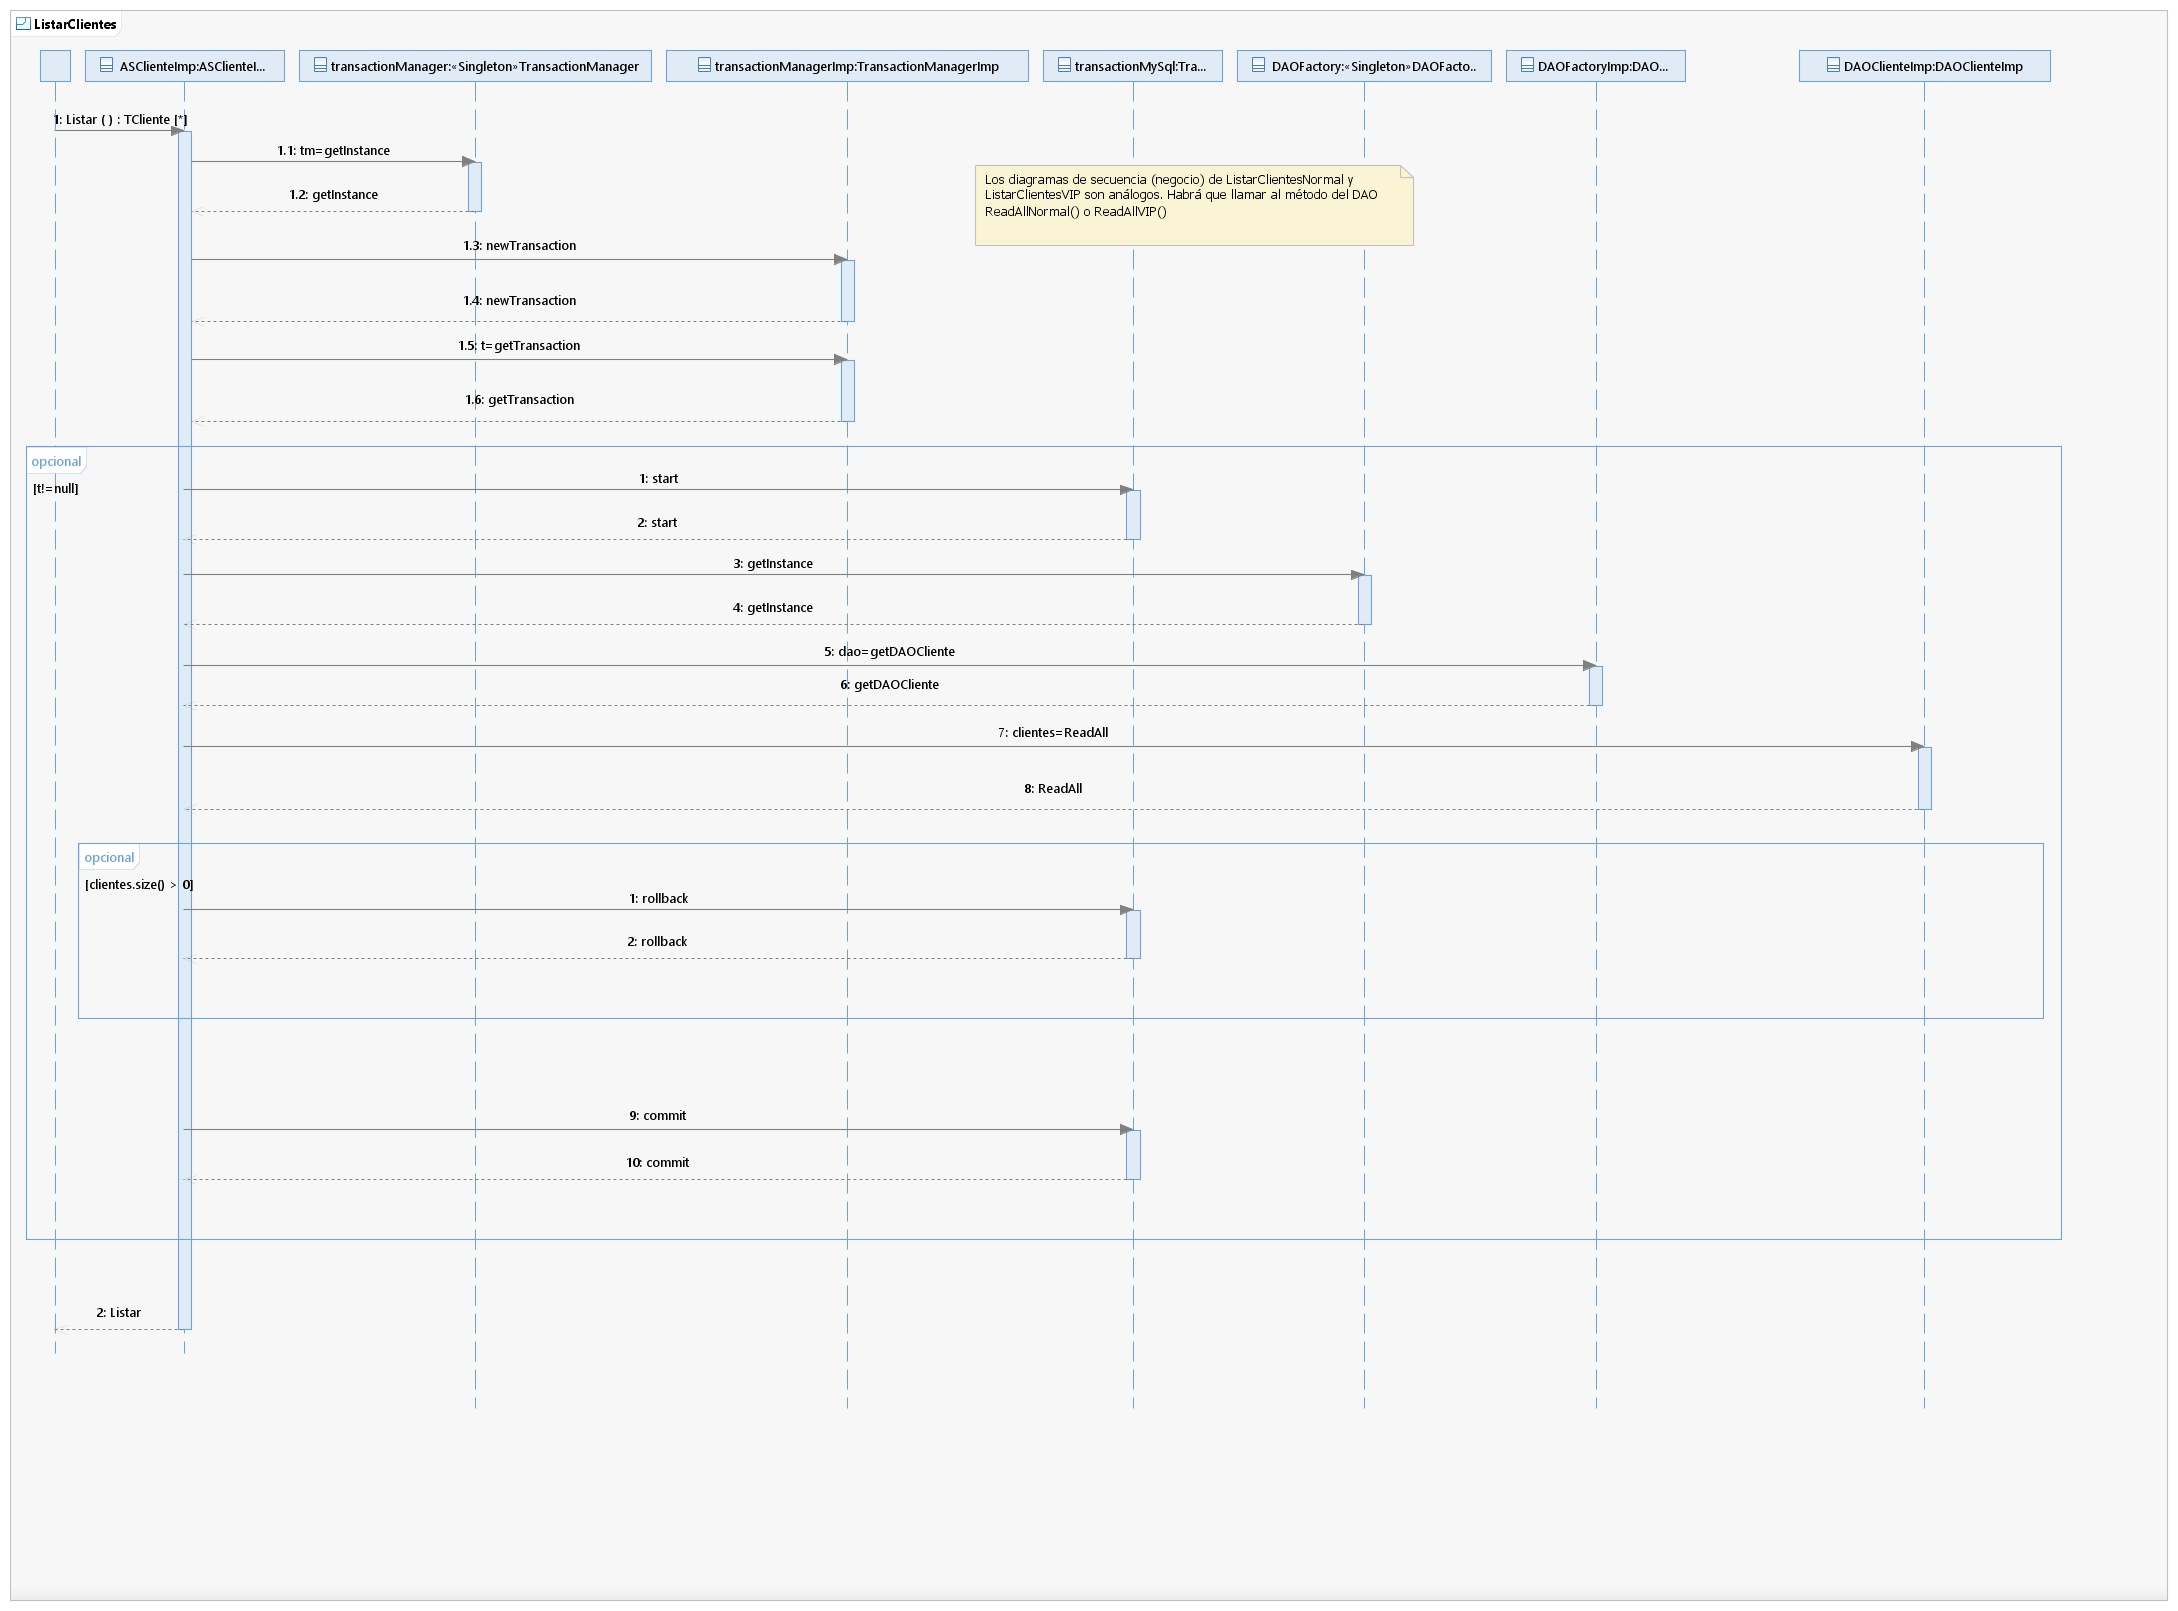 ListarClientes
ASClienteImp:ASClienteI...
transactionManager:«Singleton»TransactionManager
transactionManagerImp:TransactionManagerImp
transactionMySql:Tra...
DAOFactory:«Singleton»DAOFacto..
DAOFactoryImp:DAO...
DAOClienteImp:DAOClienteImp
1: Listar ( ) : TCliente [*]
1.1: tm=getInstance
Los diagramas de secuencia (negocio) de ListarClientesNormal y
ListarClientesVIP son análogos. Habrá que llamar al método del DAO
ReadAllNormal() o ReadAllVIP()
1.2: getInstance
1.3: newTransaction
1.4: newTransaction
1.5: t=getTransaction
1.6: getTransaction
opcional
[t!=null]
1: start
2: start
3: getInstance
4: getInstance
5: dao=getDAOCliente
6: getDAOCliente
7: clientes=ReadAll
8: ReadAll
opcional
[clientes.size() > 0]
1: rollback
2: rollback
9: commit
10: commit
2: Listar